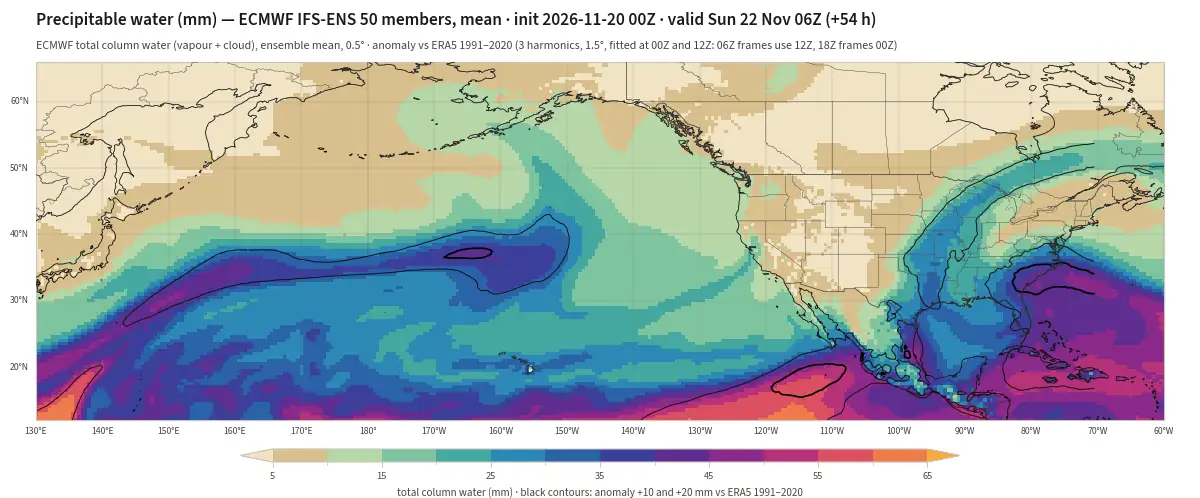 Precipitable water (mm) — ECMWF IFS-ENS 50 members, mean · init 2026-11-20 00Z · valid Sun 22 Nov 06Z (+54 h)
ECMWF total column water (vapour + cloud), ensemble mean, 0.5° · anomaly vs ERA5 1991–2020 (3 harmonics, 1.5°, fitted at 00Z and 12Z: 06Z frames use 12Z, 18Z frames 00Z)
60°N
50°N
40°N
30°N
20°N
130°E 140°E 150°E 160°E 170°E 180° 170°W 160°W 150°W 140°W 130°W 120°W 110°W 100°W 90°W 80°W 70°W 60°W
5 15 25 35 45 55 65
total column water (mm) · black contours: anomaly +10 and +20 mm vs ERA5 1991–2020